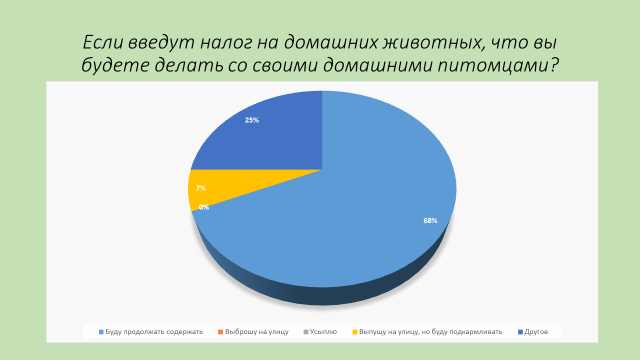 Если введут налог на домашних животных, что вы
будете делать со своими домашними питомцами?
25%
7%
0%
68%
Буду продолжать содержать Выброшу на улицу Усыплю Выпущу на улицу, но буду подкармливать Другое